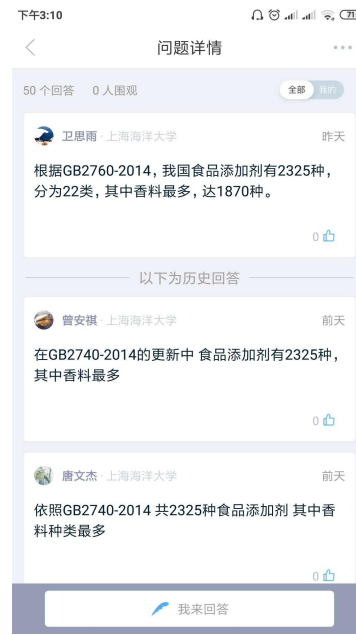 下午3:10
71
问题详情
50 个回答 0 人围观 全部 我的
卫思雨 · 上海海洋大学 昨天
根据GB2760-2014，我国食品添加剂有2325种，
分为22类，其中香料最多，达1870种。
0
以下为历史回答
曾安祺 · 上海海洋大学 前天
在GB2740-2014的更新中 食品添加剂有2325种，
其中香料最多
0
唐文杰 · 上海海洋大学 前天
依照GB2740-2014 共2325种食品添加剂 其中香
料种类最多
0
我来回答